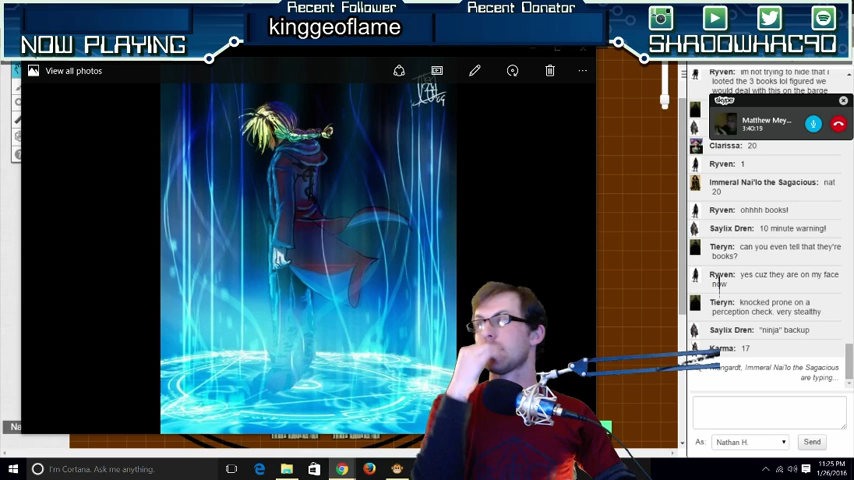 Recent Follower
Recent Donator
kinggeoflame
NOW PLAYING
SHADOWHAC90
View all photos
Ryven: im not trying to hide that i
looted the 3 books lol figured we
would deal with this on the barge
skype
Matthew Mey...
3:40:19
Clarissa: 20
Ryven: 1
Immeral Nai'lo the Sagacious: nat
20
Ryven: ohhhh books!
Saylix Dren: 10 minute warning!
Tieryn: can you even tell that they're
books?
Ryven: yes cuz they are on my face
now
Tieryn: knocked prone on a
perception check. very stealthy
Saylix Dren: "ninja" backup
Karma: 17
Immeral Nai'lo the Sagacious
are typing...
As:
Nathan H.
Send
I'm Cortana. Ask me anything.
11:25 PM
1/26/2016